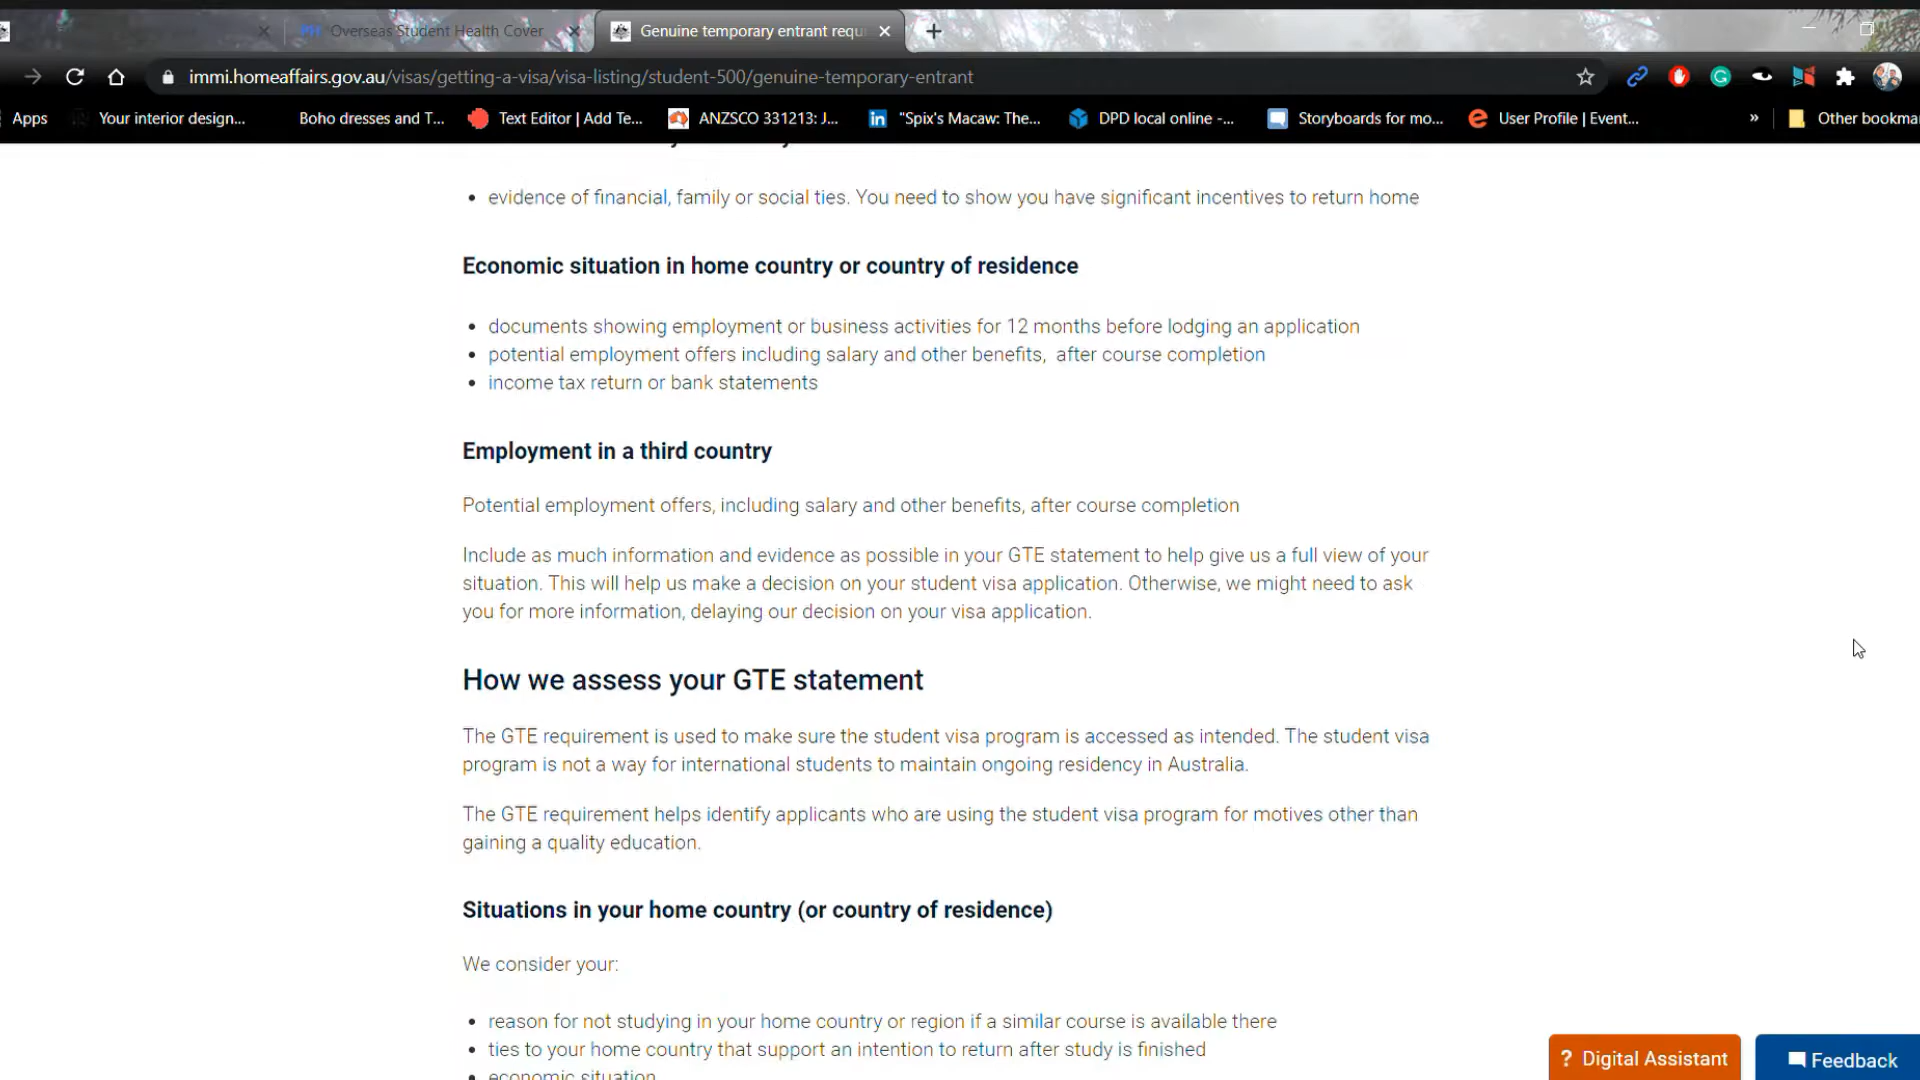 Overseas Student Health Cover
Genuine temporary entrant requ
immi.homeaffairs.gov.au/visas/getting-a-visa/visa-listing/student-500/genuine-temporary-entrant
Apps Your interior design... Boho dresses and T... Text Editor | Add Te... ANZSCO 331213: J... "Spix's Macaw: The... DPD local online -... Storyboards for mo... User Profile | Event... » Other bookma
• evidence of financial, family or social ties. You need to show you have significant incentives to return home
Economic situation in home country or country of residence
• documents showing employment or business activities for 12 months before lodging an application
• potential employment offers including salary and other benefits, after course completion
• income tax return or bank statements
Employment in a third country
Potential employment offers, including salary and other benefits, after course completion
Include as much information and evidence as possible in your GTE statement to help give us a full view of your
situation. This will help us make a decision on your student visa application. Otherwise, we might need to ask
you for more information, delaying our decision on your visa application.
How we assess your GTE statement
The GTE requirement is used to make sure the student visa program is accessed as intended. The student visa
program is not a way for international students to maintain ongoing residency in Australia.
The GTE requirement helps identify applicants who are using the student visa program for motives other than
gaining a quality education.
Situations in your home country (or country of residence)
We consider your:
• reason for not studying in your home country or region if a similar course is available there
• ties to your home country that support an intention to return after study is finished
• economic situation
? Digital Assistant
Feedback